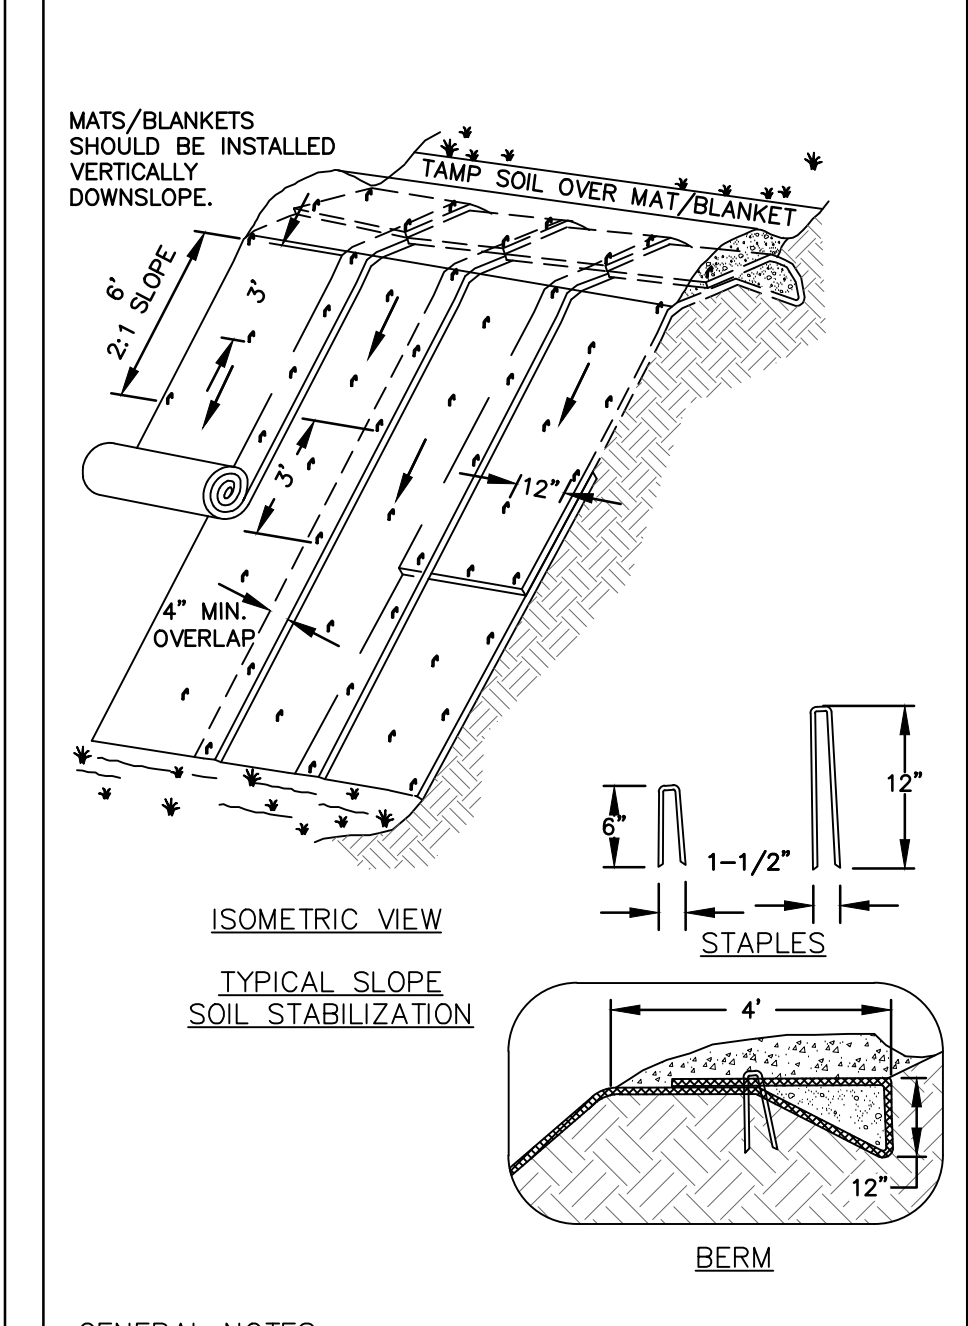 MATS/BLANKETS
SHOULD BE INSTALLED
VERTICALLY
DOWNSLOPE.
TAMP SOIL OVER MAT/BLANKET
6'
2:1 SLOPE
3'
3'
12"
4" MIN.
OVERLAP
12"
6"
1-1/2"
STAPLES
ISOMETRIC VIEW
TYPICAL SLOPE
SOIL STABILIZATION
4'
12"
BERM
GENERAL NOTES